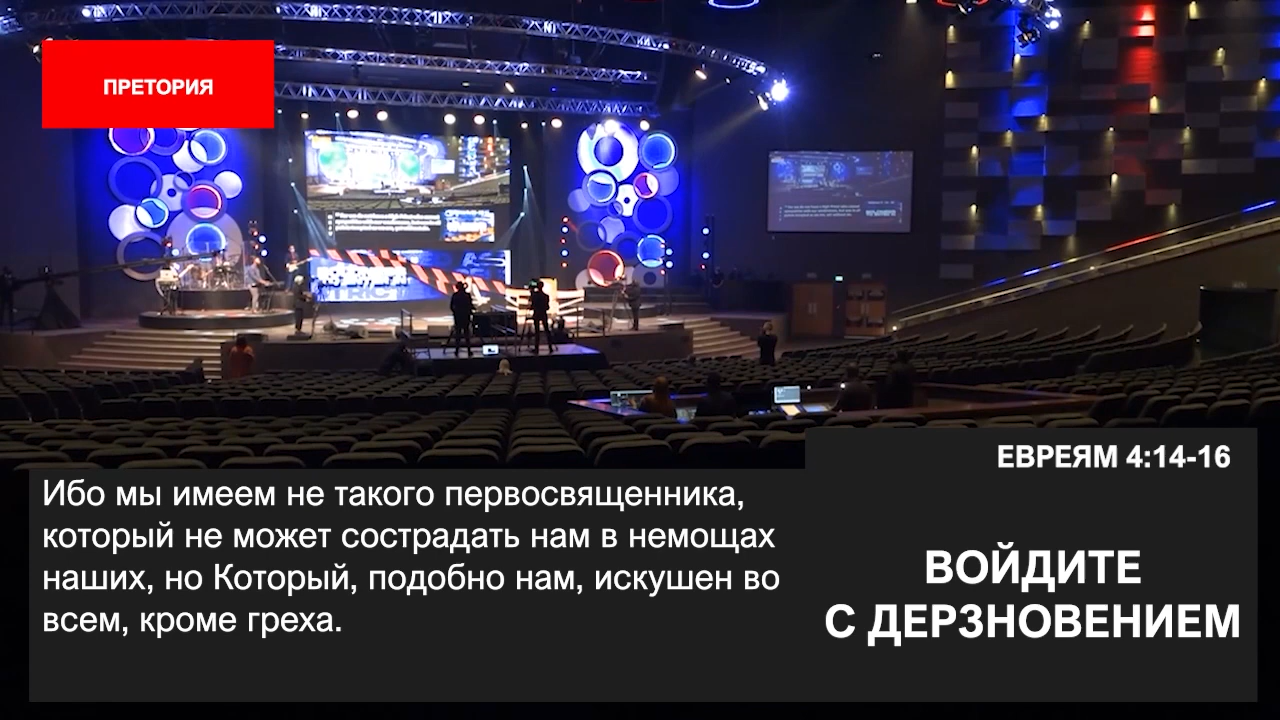 ПРЕТОРИЯ
ЕВРЕЯМ 4:14-16
Ибо мы имеем не такого первосвященника,
который не может сострадать нам в немощах
наших, но Который, подобно нам, искушен во
всем, кроме греха.
ВОЙДИТЕ
С ДЕРЗНОВЕНИЕМ